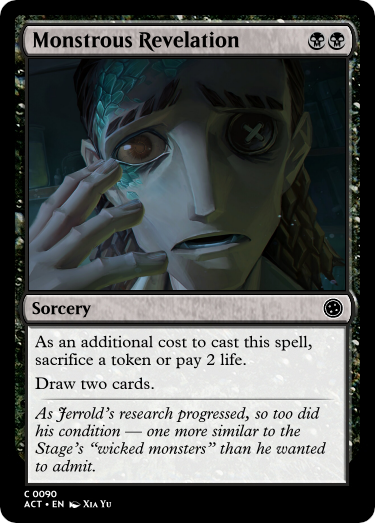 Monstrous Revelation
Sorcery
As an additional cost to cast this spell,
sacrifice a token or pay 2 life.
Draw two cards.
As Jerrold's research progressed, so too did
his condition — one more similar to the
Stage's “wicked monsters” than he wanted
to admit.
C 0090
ACT • EN Xia Yu